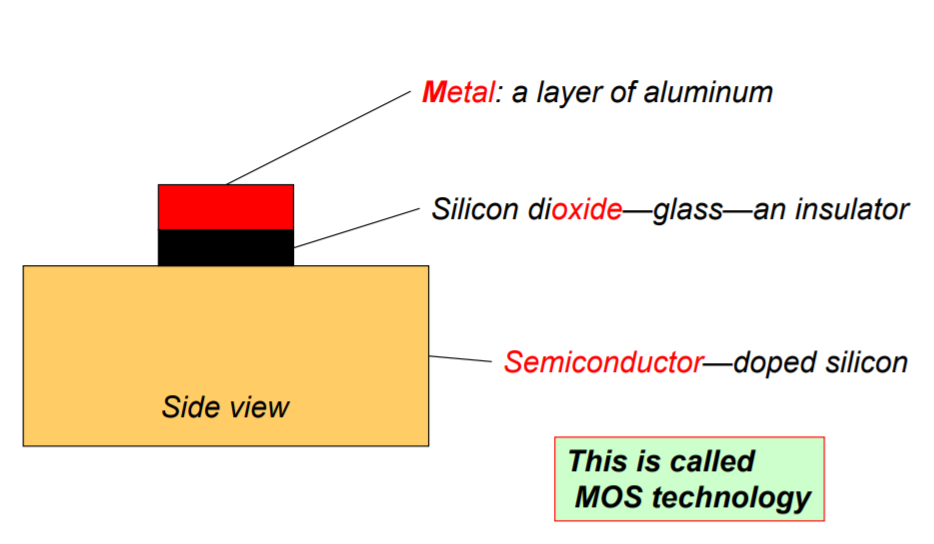 Metal: a layer of aluminum
Silicon dioxide—glass—an insulator
Semiconductor—doped silicon
Side view
This is called
MOS technology